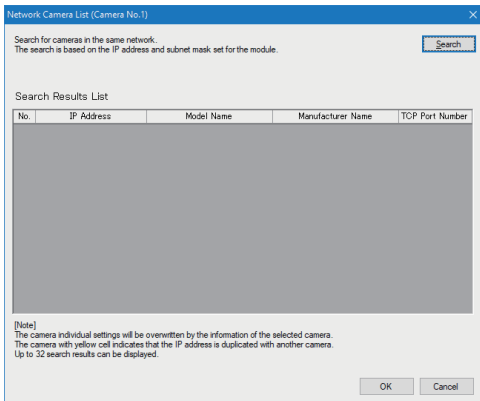 Network Camera List (Camera No.1)
Search for cameras in the same network.
The search is based on the IP address and subnet mask set for the module.
Search
Search Results List
No. IP Address Model Name Manufacturer Name TCP Port Number
[Note]
The camera individual settings will be overwritten by the information of the selected camera.
The camera with yellow cell indicates that the IP address is duplicated with another camera.
Up to 32 search results can be displayed.
OK Cancel